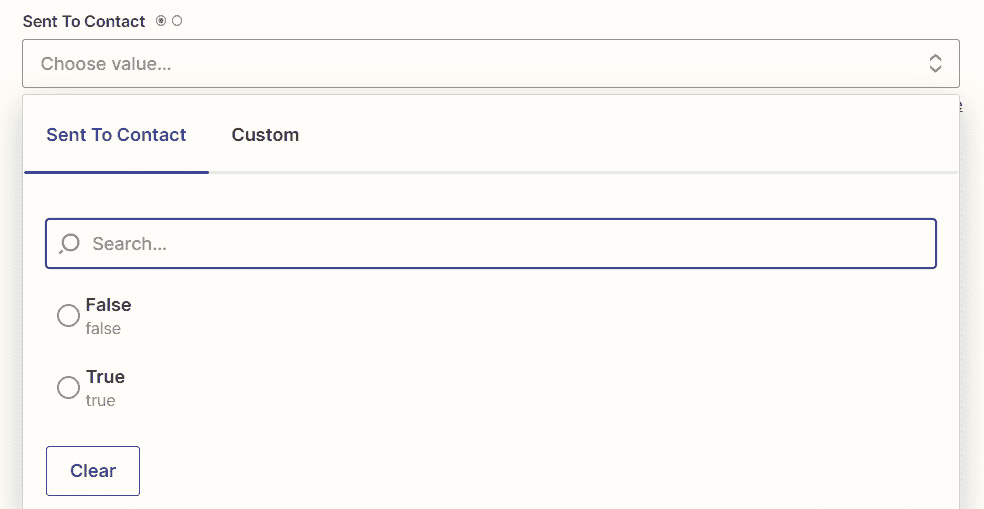 Sent To Contact
Choose value...
Sent To Contact
Custom
Search...
False
false
True
true
Clear